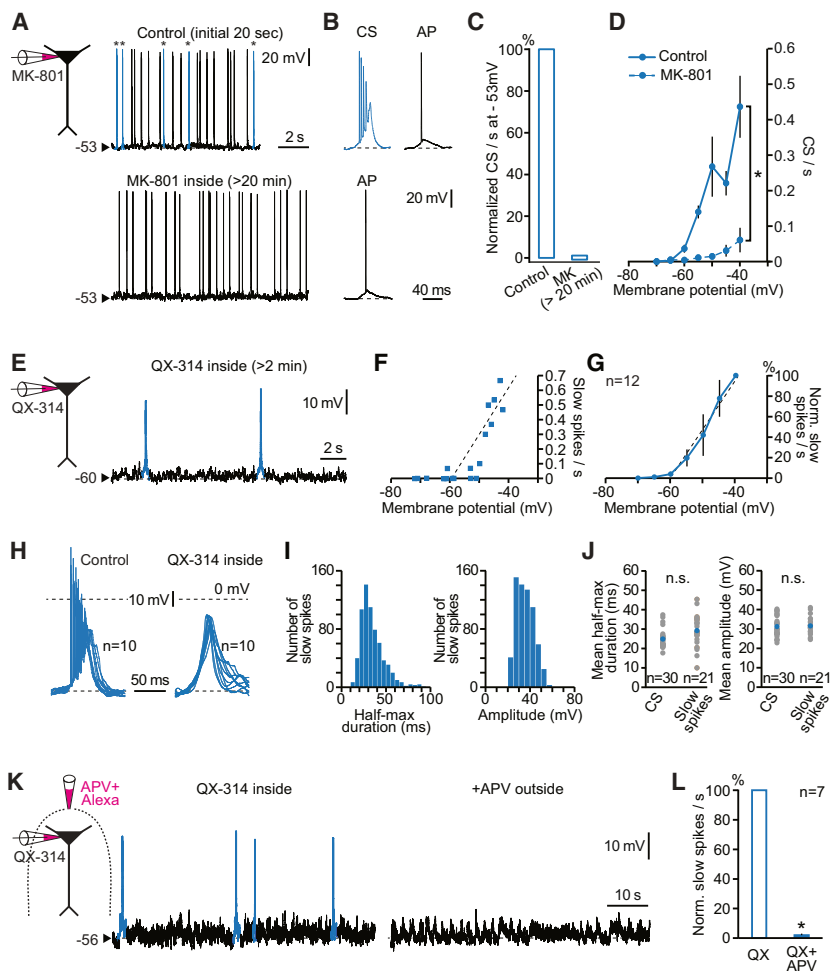 A
Control (initial 20 sec)
** * * *
20 mV
MK-801
-53
2 s
MK-801 inside (>20 min)
-53
B
CS
AP
AP
20 mV
40 ms
C
%
Normalized CS / s at - 53mV
100
80
60
40
20
0
Control
MK
(> 20 min)
D
Control
MK-801
0.6
0.5
0.4
0.3
0.2
0.1
0
CS / s
*
-80
-60
-40
Membrane potential (mV)
E
QX-314 inside (>2 min)
QX-314
10 mV
2 s
-60
F
0.7
0.6
0.5
0.4
0.3
0.2
0.1
0
Slow spikes / s
-80
-60
-40
Membrane potential (mV)
G
n=12
%
100
80
60
40
20
0
Norm. slow
spikes / s
-80
-60
-40
Membrane potential (mV)
H
Control
QX-314 inside
0 mV
10 mV
n=10
n=10
50 ms
I
Number of
slow spikes
160
120
80
40
0
0
50
100
Half-max
duration (ms)
Number of
slow spikes
160
120
80
40
0
0
40
80
Amplitude (mV)
J
Mean half-max
duration (ms)
60
50
40
30
20
10
0
n.s.
n=30
n=21
CS
Slow
spikes
Mean amplitude (mV)
60
50
40
30
20
10
0
n.s.
n=30
n=21
CS
Slow
spikes
K
APV+
Alexa
QX-314 inside
+APV outside
QX-314
10 mV
10 s
-56
L
%
n=7
Norm. slow spikes / s
100
80
60
40
20
0
*
QX
QX+
APV